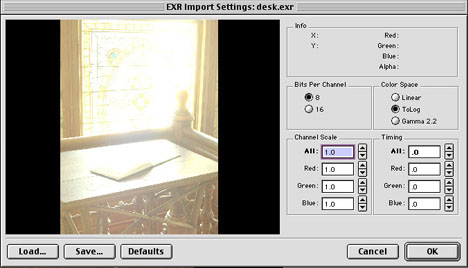 EXR Import Settings: desk.exr
Info
X: Red:
Y: Green:
Blue:
Alpha:
Bits Per Channel
8
16
Color Space
Linear
ToLog
Gamma 2.2
Channel Scale
All: 1.0
Red: 1.0
Green: 1.0
Blue: 1.0
Timing
All: .0
Red: .0
Green: .0
Blue: .0
Load... Save... Defaults Cancel OK